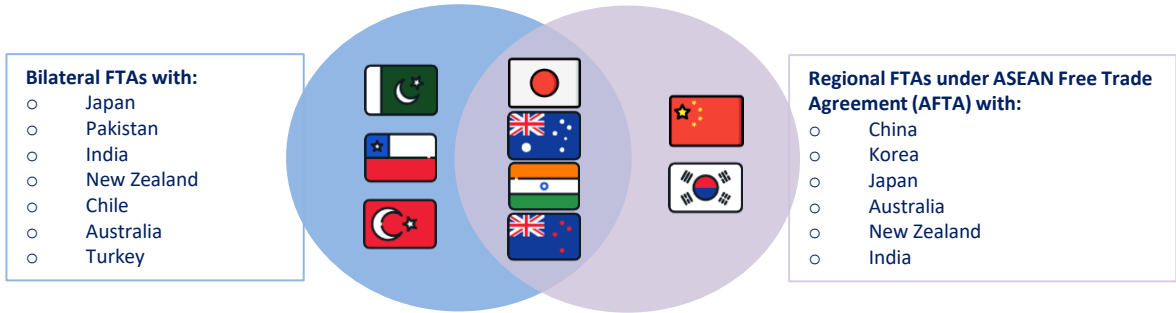 Bilateral FTAs with:
o Japan
o Pakistan
o India
o New Zealand
o Chile
o Australia
o Turkey
Regional FTAs under ASEAN Free Trade
Agreement (AFTA) with:
o China
o Korea
o Japan
o Australia
o New Zealand
o India